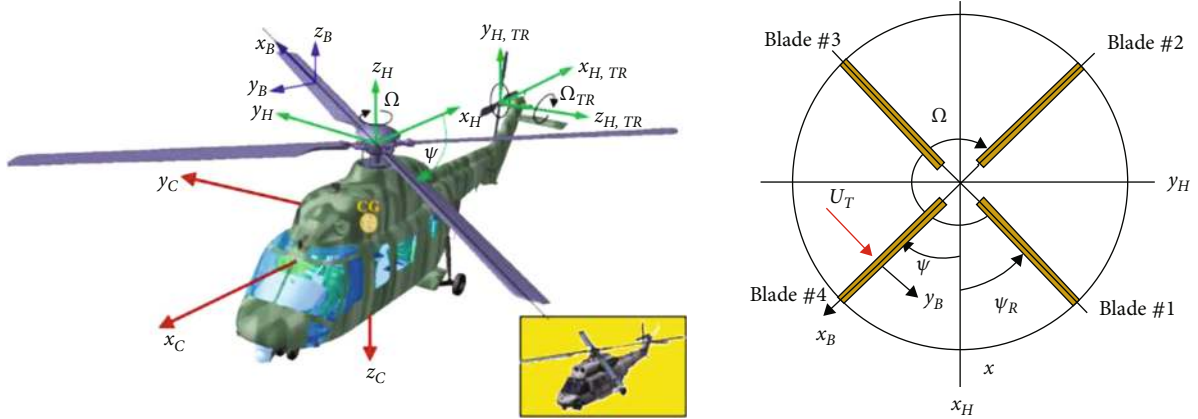 y_{H, TR}
z_B
x_B
z_H
x_{H, TR}
y_B
Ω
Ω_{TR}
y_H
x_H
z_{H, TR}
ψ
y_C
CG
x_C
z_C
Blade #3
Blade #2
Ω
y_H
U_T
ψ
Blade #4
y_B
ψ_R
Blade #1
x_B
x
x_H